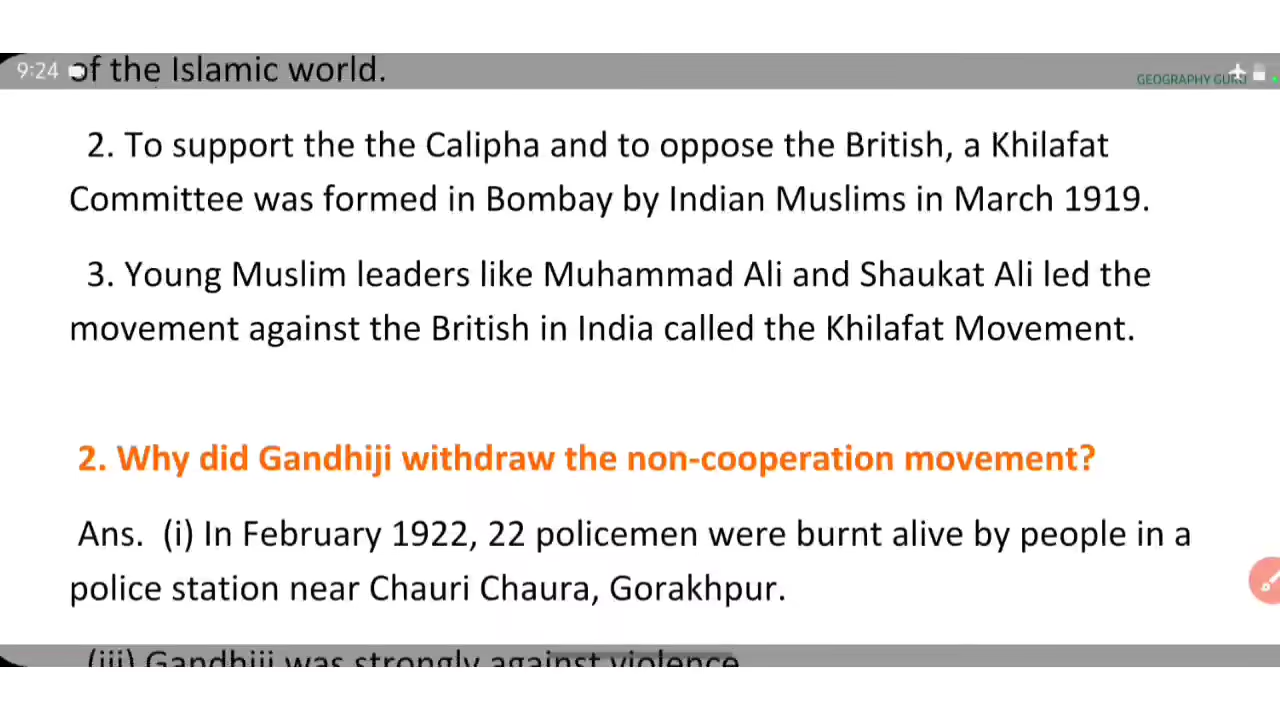 of the Islamic world.
9:24
GEOGRAPHY GURU
2. To support the the Calipha and to oppose the British, a Khilafat
Committee was formed in Bombay by Indian Muslims in March 1919.
3. Young Muslim leaders like Muhammad Ali and Shaukat Ali led the
movement against the British in India called the Khilafat Movement.
2. Why did Gandhiji withdraw the non-cooperation movement?
Ans. (i) In February 1922, 22 policemen were burnt alive by people in a
police station near Chauri Chaura, Gorakhpur.
(iii) Gandhiji was strongly against violence